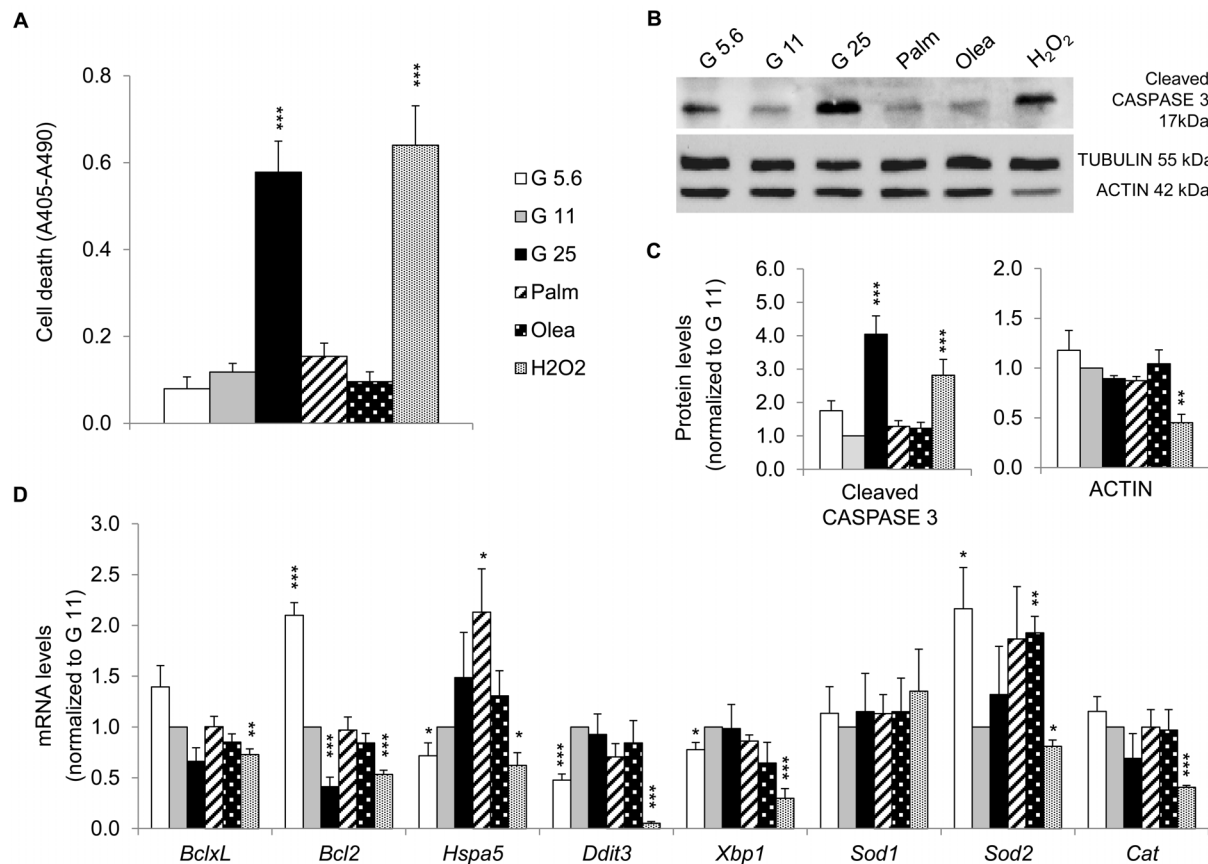 A
Cell death (A405-A490)
0.8
0.6
0.4
0.2
0.0
***
***
G 5.6
G 11
G 25
Palm
Olea
H2O2
B
G 5.6
G 11
G 25
Palm
Olea
H₂O₂
Cleaved
CASPASE 3
17kDa
TUBULIN 55 kDa
ACTIN 42 kDa
C
Protein levels
(normalized to G 11)
6.0
5.0
4.0
3.0
2.0
1.0
0.0
***
***
Cleaved
CASPASE 3
2.0
1.5
1.0
0.5
0.0
**
ACTIN
D
mRNA levels
(normalized to G 11)
3.0
2.5
2.0
1.5
1.0
0.5
0.0
**
***
***
***
*
*
*
***
***
*
***
*
**
*
***
BclxL
Bcl2
Hspa5
Ddit3
Xbp1
Sod1
Sod2
Cat